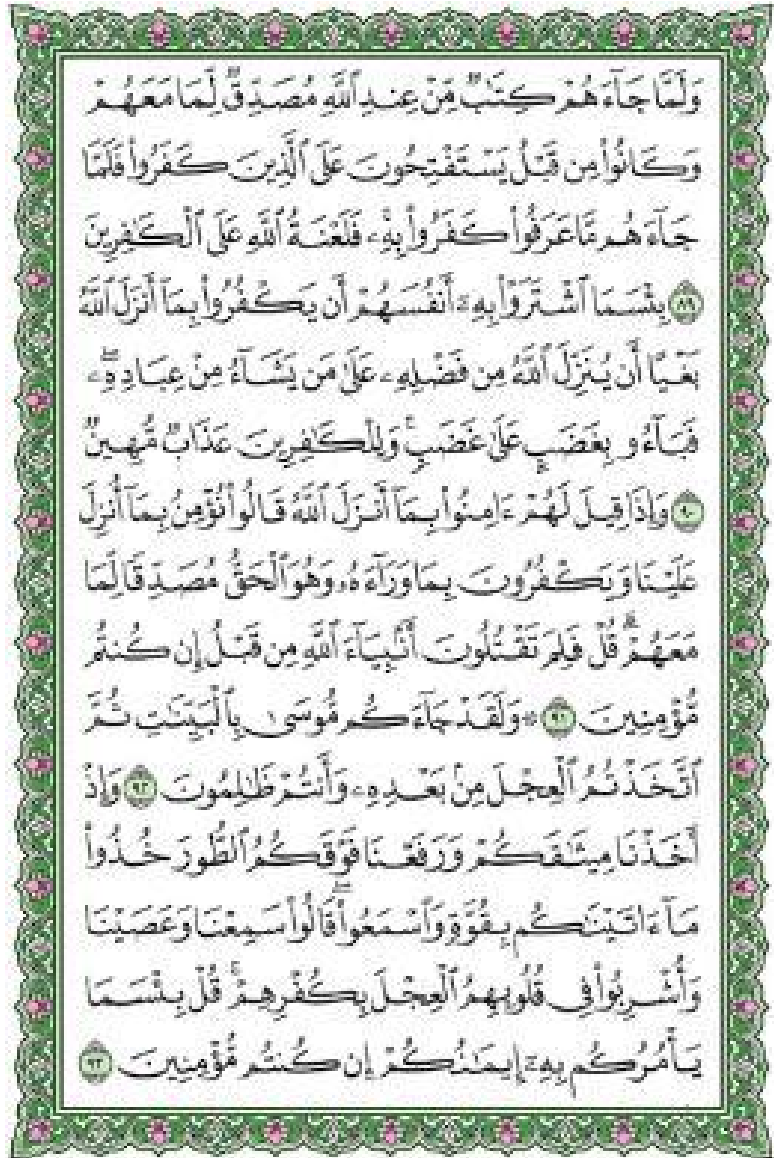 وَلَمَّا جَآءَهُمْ كِتَٰبٌ مِّنْ عِندِ ٱللَّهِ مُصَدِّقٌ لِّمَا مَعَهُمْ
وَكَانُوا۟ مِن قَبْلُ يَسْتَفْتِحُونَ عَلَى ٱلَّذِينَ كَفَرُوا۟ فَلَمَّا
جَآءَهُم مَّا عَرَفُوا۟ كَفَرُوا۟ بِهِۦ ۚ فَلَعْنَةُ ٱللَّهِ عَلَى ٱلْكَٰفِرِينَ
٨٩ بِئْسَمَا ٱشْتَرَوْا۟ بِهِۦٓ أَنفُسَهُمْ أَن يَكْفُرُوا۟ بِمَآ أَنزَلَ ٱللَّهُ
بَغْيًا أَن يُنَزِّلَ ٱللَّهُ مِن فَضْلِهِۦ عَلَىٰ مَن يَشَآءُ مِنْ عِبَادِهِۦ ۖ
فَبَآءُو بِغَضَبٍ عَلَىٰ غَضَبٍ ۚ وَلِلْكَٰفِرِينَ عَذَابٌ مُّهِينٌ
٩٠ وَإِذَا قِيلَ لَهُمْ ءَامِنُوا۟ بِمَآ أَنزَلَ ٱللَّهُ قَالُوا۟ نُؤْمِنُ بِمَآ أُنزِلَ
عَلَيْنَا وَيَكْفُرُونَ بِمَا وَرَآءَهُۥ وَهُوَ ٱلْحَقُّ مُصَدِّقًا لِّمَا
مَعَهُمْ ۗ قُلْ فَلِمَ تَقْتُلُونَ أَنۢبِيَآءَ ٱللَّهِ مِن قَبْلُ إِن كُنتُم
مُّؤْمِنِينَ ٩١ ۞ وَلَقَدْ جَآءَكُم مُّوسَىٰ بِٱلْبَيِّنَٰتِ ثُمَّ
ٱتَّخَذْتُمُ ٱلْعِجْلَ مِنۢ بَعْدِهِۦ وَأَنتُمْ ظَٰلِمُونَ ٩٢ وَإِذْ
أَخَذْنَا مِيثَٰقَكُمْ وَرَفَعْنَا فَوْقَكُمُ ٱلطُّورَ خُذُوا۟
مَآ ءَاتَيْنَٰكُم بِقُوَّةٍ وَٱسْمَعُوا۟ ۖ قَالُوا۟ سَمِعْنَا وَعَصَيْنَا
وَأُشْرِبُوا۟ فِى قُلُوبِهِمُ ٱلْعِجْلَ بِكُفْرِهِمْ ۚ قُلْ بِئْسَمَا
يَأْمُرُكُم بِهِۦٓ إِيمَٰنُكُمْ إِن كُنتُم مُّؤْمِنِينَ ٩٣